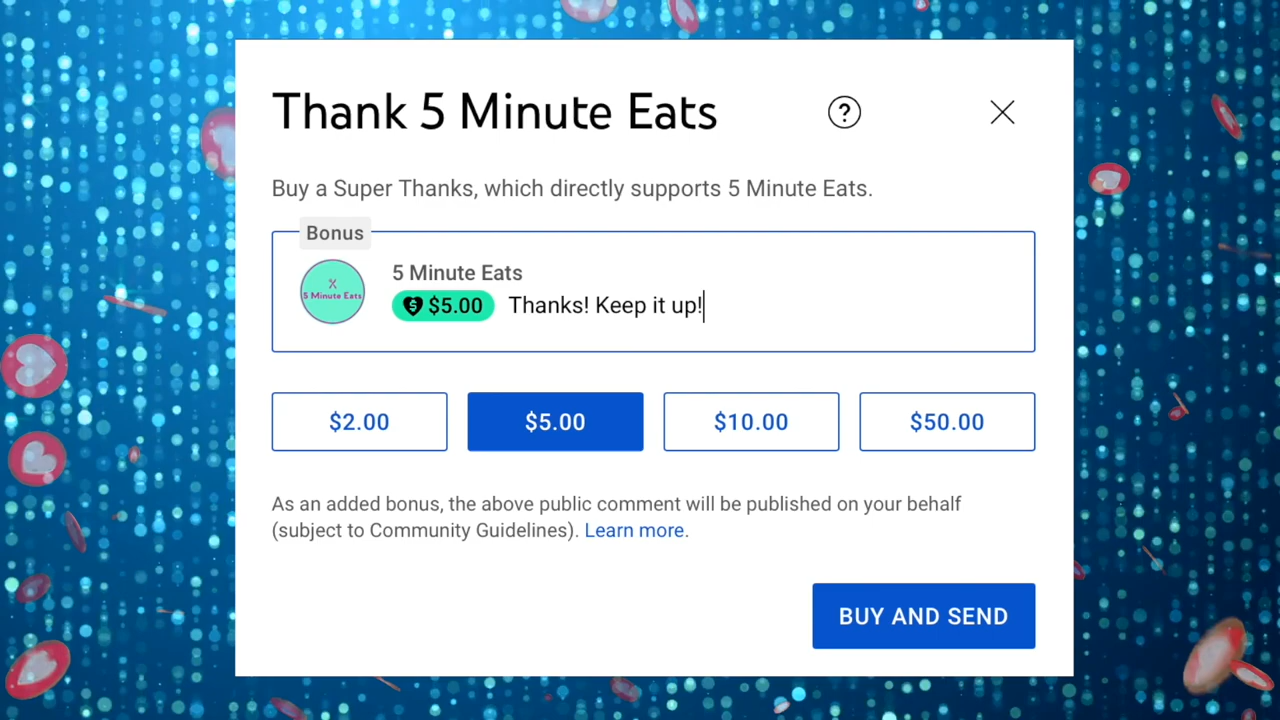 Thank 5 Minute Eats
Buy a Super Thanks, which directly supports 5 Minute Eats.
Bonus
5 Minute Eats
5 Minute Eats
$5.00 Thanks! Keep it up!
$2.00 $5.00 $10.00 $50.00
As an added bonus, the above public comment will be published on your behalf
(subject to Community Guidelines). Learn more.
BUY AND SEND